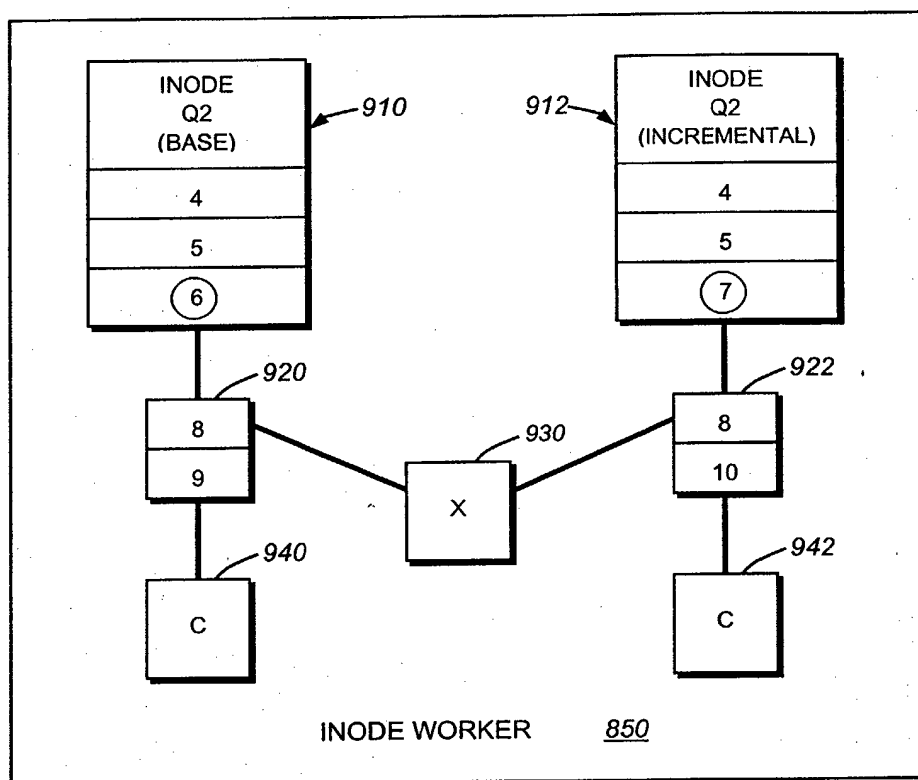 INODE
Q2
(BASE)
910
4
5
6
912
INODE
Q2
(INCREMENTAL)
4
5
7
920
8
9
930
X
922
8
10
940
C
942
C
INODE WORKER 850